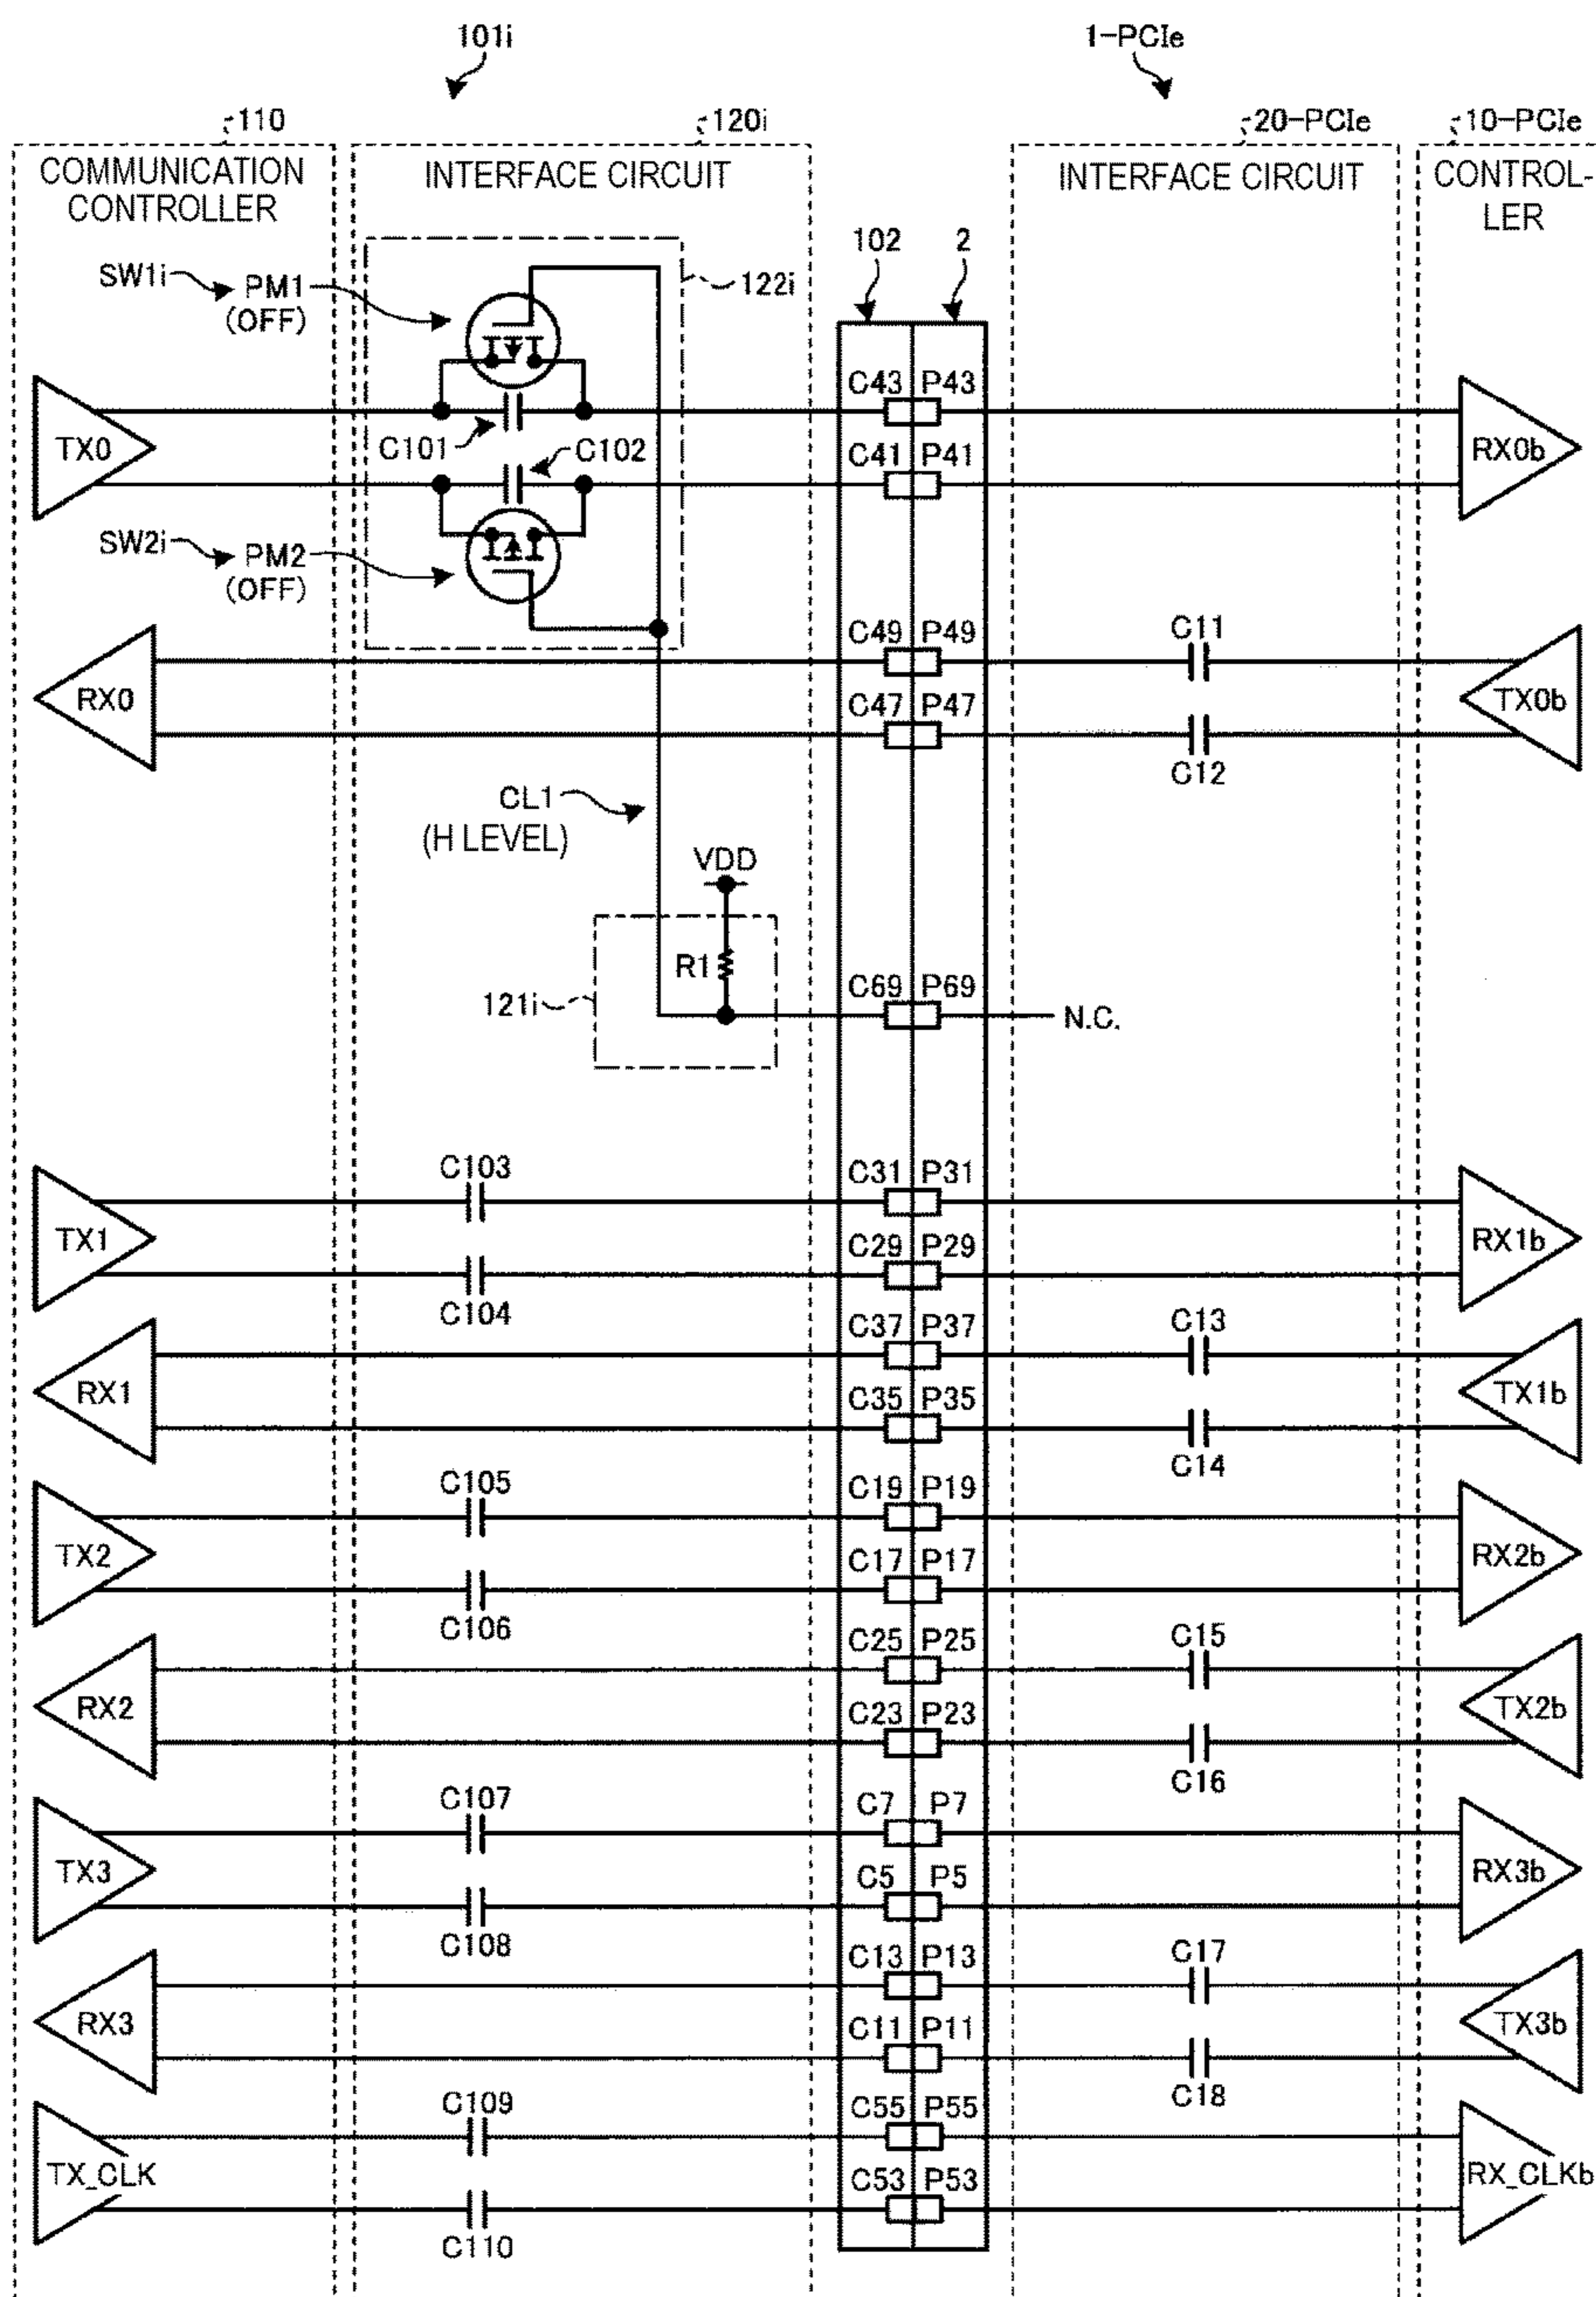 101i 1-PCIe
110 120i 20-PCIe 10-PCIe
COMMUNICATION CONTROLLER
INTERFACE CIRCUIT
INTERFACE CIRCUIT
CONTROL-
LER
102 2
SW1i PM1 122i
(OFF)
C43 P43
TX0 C101 C102 C41 P41 RX0b
SW2i PM2
(OFF)
C49 P49 C11
RX0 C47 P47 TX0b
C12
CL1
(H LEVEL)
VDD
R1 C69 P69
121i N.C.
C103 C31 P31
TX1 C29 P29 RX1b
C104
C37 P37 C13
RX1 C35 P35 TX1b
C14
C105 C19 P19
TX2 C17 P17 RX2b
C106
C25 P25 C15
RX2 C23 P23 TX2b
C16
C107 C7 P7
TX3 C5 P5 RX3b
C108
C13 P13 C17
RX3 C11 P11 TX3b
C18
C109 C55 P55
TX_CLK C53 P53 RX_CLKb
C110